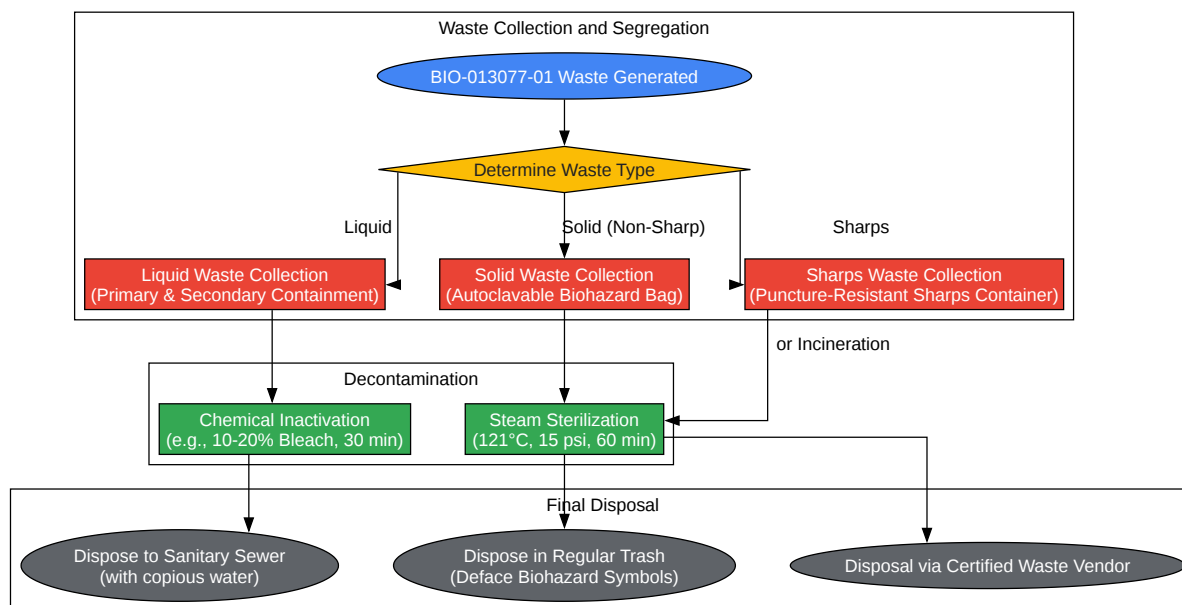 Waste Collection and Segregation
BIO-013077-01 Waste Generated
Determine Waste Type
Liquid
Solid (Non-Sharp)
Sharps
Liquid Waste Collection
(Primary & Secondary Containment)
Solid Waste Collection
(Autoclavable Biohazard Bag)
Sharps Waste Collection
(Puncture-Resistant Sharps Container)
or Incineration
Decontamination
Chemical Inactivation
(e.g., 10-20% Bleach, 30 min)
Steam Sterilization
(121°C, 15 psi, 60 min)
Final Disposal
Dispose to Sanitary Sewer
(with copious water)
Dispose in Regular Trash
(Deface Biohazard Symbols)
Disposal via Certified Waste Vendor